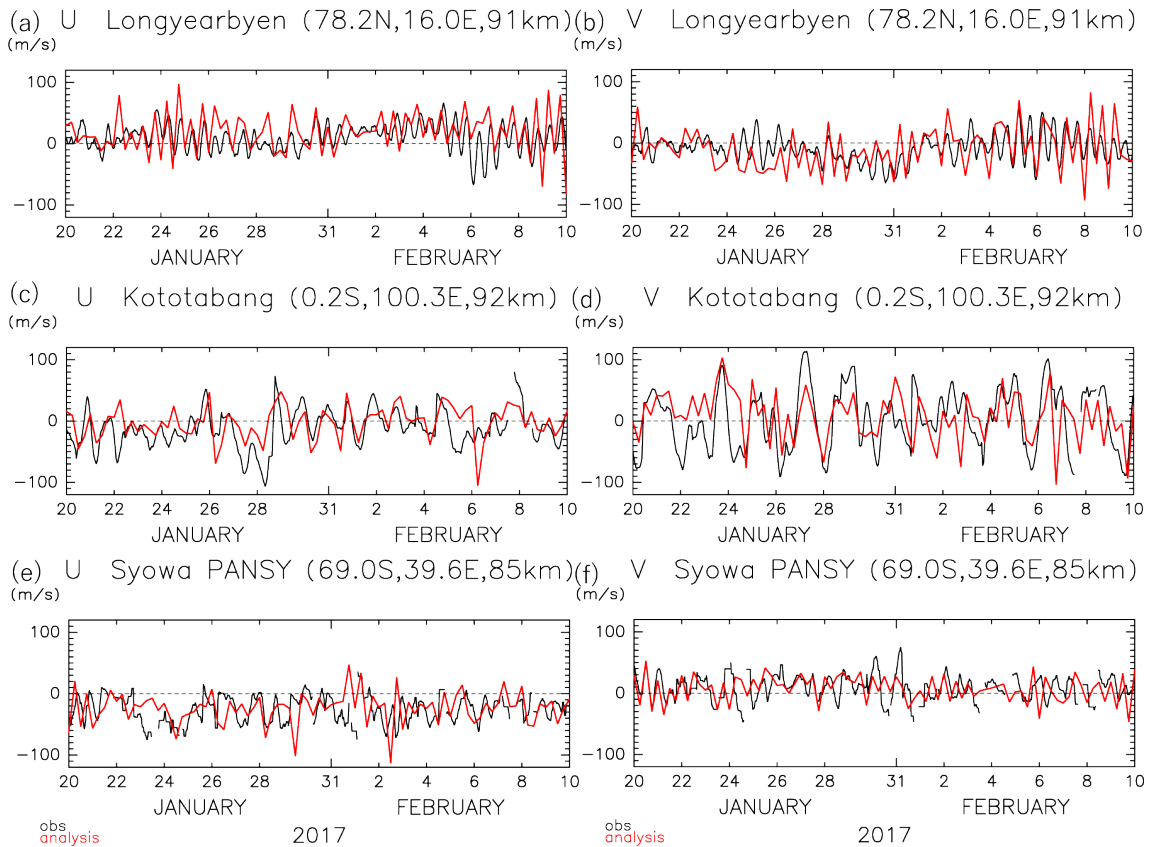 (a) U Longyearbyen (78.2N,16.0E,91km)
(m/s)
100
0
−100
20 22 24 26 28 31 2 4 6 8 10
JANUARY FEBRUARY
(b) V Longyearbyen (78.2N,16.0E,91km)
(m/s)
100
0
−100
20 22 24 26 28 31 2 4 6 8 10
JANUARY FEBRUARY
(c) U Kototabang (0.2S,100.3E,92km)
(m/s)
100
0
−100
20 22 24 26 28 31 2 4 6 8 10
JANUARY FEBRUARY
(d) V Kototabang (0.2S,100.3E,92km)
(m/s)
100
0
−100
20 22 24 26 28 31 2 4 6 8 10
JANUARY FEBRUARY
(e) U Syowa PANSY (69.0S,39.6E,85km)
(m/s)
100
0
−100
20 22 24 26 28 31 2 4 6 8 10
JANUARY FEBRUARY
obs
analysis
2017
(f) V Syowa PANSY (69.0S,39.6E,85km)
(m/s)
100
0
−100
20 22 24 26 28 31 2 4 6 8 10
JANUARY FEBRUARY
obs
analysis
2017